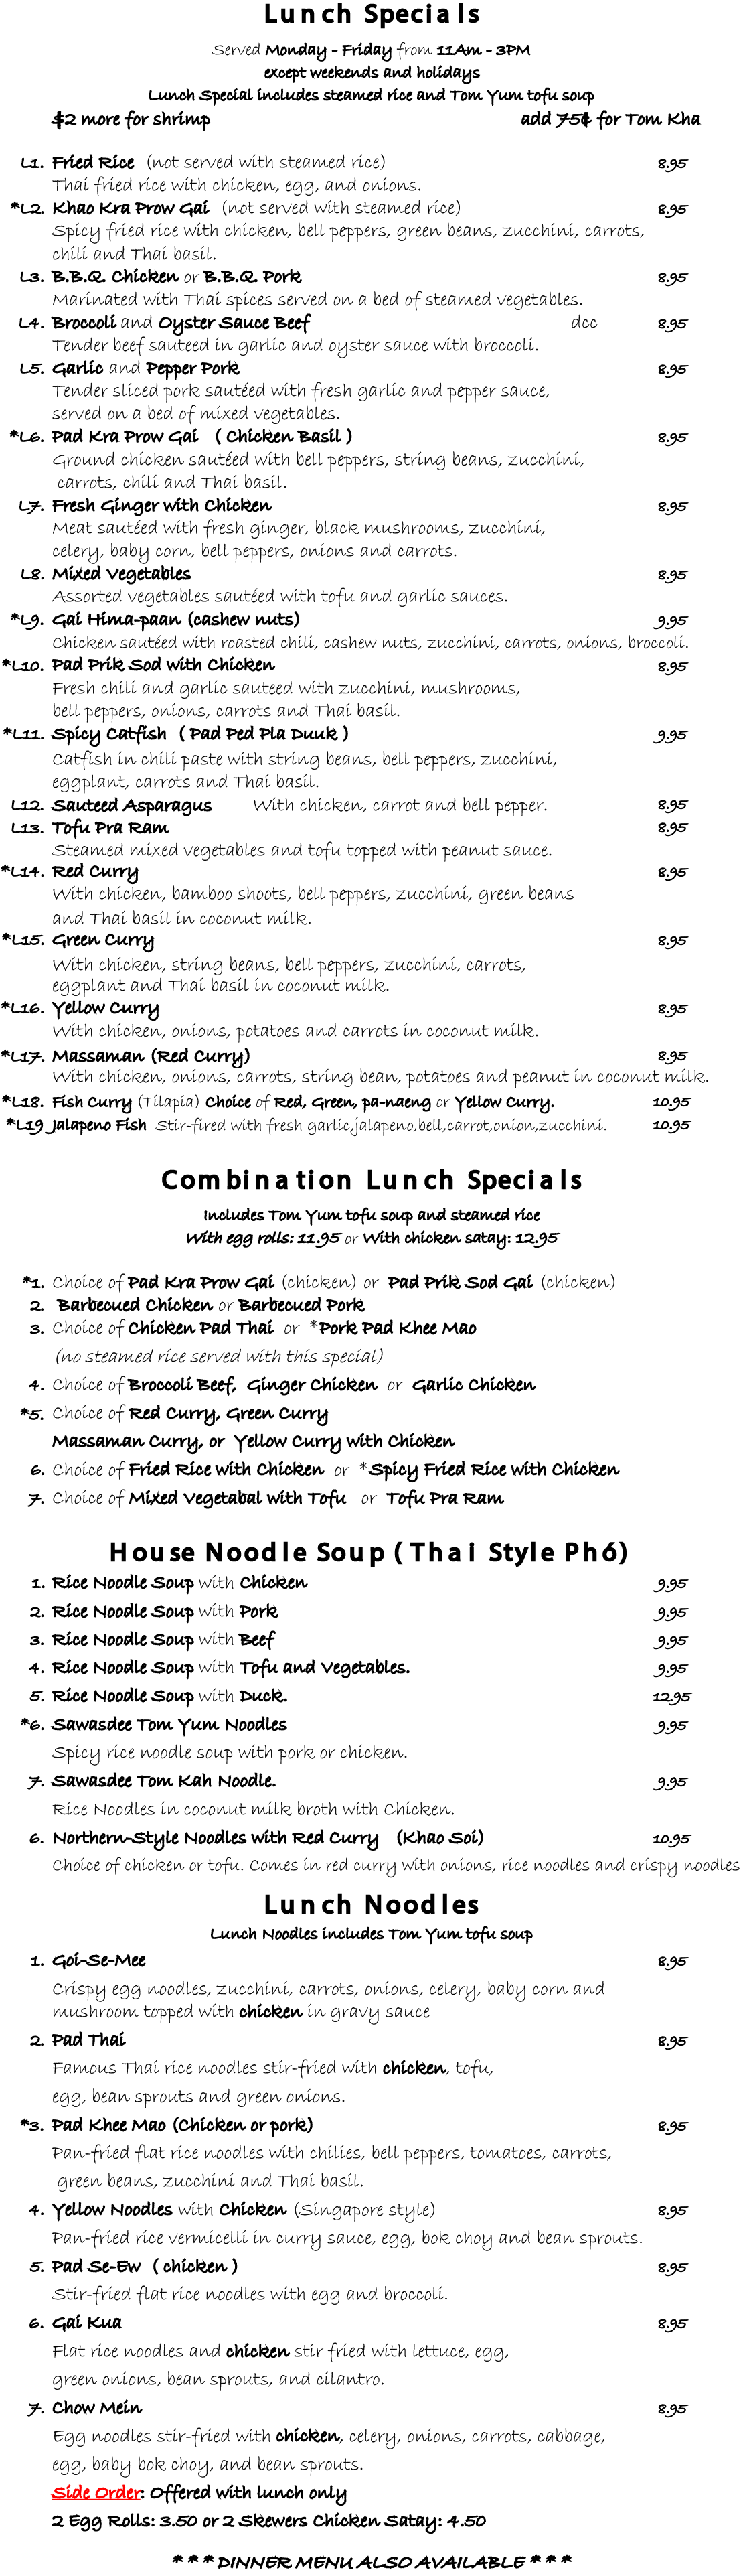 Lunch Specials
Served Monday - Friday from 11Am - 3PM
except weekends and holidays
Lunch Special includes steamed rice and Tom Yum tofu soup
$2 more for shrimp add 75¢ for Tom Kha
L1. Fried Rice (not served with steamed rice) 8.95
Thai fried rice with chicken, egg, and onions.
*L2. Khao Kra Prow Gai (not served with steamed rice) 8.95
Spicy fried rice with chicken, bell peppers, green beans, zucchini, carrots,
chili and Thai basil.
L3. B.B.Q. Chicken or B.B.Q. Pork 8.95
Marinated with Thai spices served on a bed of steamed vegetables.
L4. Broccoli and Oyster Sauce Beef dcc 8.95
Tender beef sauteed in garlic and oyster sauce with broccoli.
L5. Garlic and Pepper Pork 8.95
Tender sliced pork sautéed with fresh garlic and pepper sauce,
served on a bed of mixed vegetables.
*L6. Pad Kra Prow Gai ( Chicken Basil ) 8.95
Ground chicken sautéed with bell peppers, string beans, zucchini,
carrots, chili and Thai basil.
L7. Fresh Ginger with Chicken 8.95
Meat sautéed with fresh ginger, black mushrooms, zucchini,
celery, baby corn, bell peppers, onions and carrots.
L8. Mixed Vegetables 8.95
Assorted vegetables sautéed with tofu and garlic sauces.
*L9. Gai Hima-paan (cashew nuts) 9.95
Chicken sautéed with roasted chili, cashew nuts, zucchini, carrots, onions, broccoli.
*L10. Pad Prik Sod with Chicken 8.95
Fresh chili and garlic sauteed with zucchini, mushrooms,
bell peppers, onions, carrots and Thai basil.
*L11. Spicy Catfish ( Pad Ped Pla Duuk ) 9.95
Catfish in chili paste with string beans, bell peppers, zucchini,
eggplant, carrots and Thai basil.
L12. Sauteed Asparagus With chicken, carrot and bell pepper. 8.95
L13. Tofu Pra Ram 8.95
Steamed mixed vegetables and tofu topped with peanut sauce.
*L14. Red Curry 8.95
With chicken, bamboo shoots, bell peppers, zucchini, green beans
and Thai basil in coconut milk.
*L15. Green Curry 8.95
With chicken, string beans, bell peppers, zucchini, carrots,
eggplant and Thai basil in coconut milk.
*L16. Yellow Curry 8.95
With chicken, onions, potatoes and carrots in coconut milk.
*L17. Massaman (Red Curry) 8.95
With chicken, onions, carrots, string bean, potatoes and peanut in coconut milk.
*L18. Fish Curry (Tilapia) Choice of Red, Green, pa-naeng or Yellow Curry. 10.95
*L19 Jalapeno Fish Stir-fired with fresh garlic,jalapeno,bell,carrot,onion,zucchini. 10.95
Combination Lunch Specials
Includes Tom Yum tofu soup and steamed rice
With egg rolls: 11.95 or With chicken satay: 12.95
*1. Choice of Pad Kra Prow Gai (chicken) or Pad Prik Sod Gai (chicken)
2. Barbecued Chicken or Barbecued Pork
3. Choice of Chicken Pad Thai or *Pork Pad Khee Mao
(no steamed rice served with this special)
4. Choice of Broccoli Beef, Ginger Chicken or Garlic Chicken
*5. Choice of Red Curry, Green Curry
Massaman Curry, or Yellow Curry with Chicken
6. Choice of Fried Rice with Chicken or *Spicy Fried Rice with Chicken
7. Choice of Mixed Vegetabal with Tofu or Tofu Pra Ram
House Noodle Soup ( Thai Style Phó)
1. Rice Noodle Soup with Chicken 9.95
2. Rice Noodle Soup with Pork 9.95
3. Rice Noodle Soup with Beef 9.95
4. Rice Noodle Soup with Tofu and Vegetables. 9.95
5. Rice Noodle Soup with Duck. 12.95
*6. Sawasdee Tom Yum Noodles 9.95
Spicy rice noodle soup with pork or chicken.
7. Sawasdee Tom Kah Noodle. 9.95
Rice Noodles in coconut milk broth with Chicken.
6. Northern-Style Noodles with Red Curry (Khao Soi) 10.95
Choice of chicken or tofu. Comes in red curry with onions, rice noodles and crispy noodles
Lunch Noodles
Lunch Noodles includes Tom Yum tofu soup
1. Goi-Se-Mee 8.95
Crispy egg noodles, zucchini, carrots, onions, celery, baby corn and
mushroom topped with chicken in gravy sauce
2. Pad Thai 8.95
Famous Thai rice noodles stir-fried with chicken, tofu,
egg, bean sprouts and green onions.
*3. Pad Khee Mao (Chicken or pork) 8.95
Pan-fried flat rice noodles with chilies, bell peppers, tomatoes, carrots,
green beans, zucchini and Thai basil.
4. Yellow Noodles with Chicken (Singapore style) 8.95
Pan-fried rice vermicelli in curry sauce, egg, bok choy and bean sprouts.
5. Pad Se-Ew ( chicken ) 8.95
Stir-fried flat rice noodles with egg and broccoli.
6. Gai Kua 8.95
Flat rice noodles and chicken stir fried with lettuce, egg,
green onions, bean sprouts, and cilantro.
7. Chow Mein 8.95
Egg noodles stir-fried with chicken, celery, onions, carrots, cabbage,
egg, baby bok choy, and bean sprouts.
Side Order: Offered with lunch only
2 Egg Rolls: 3.50 or 2 Skewers Chicken Satay: 4.50
* * * DINNER MENU ALSO AVAILABLE * * *